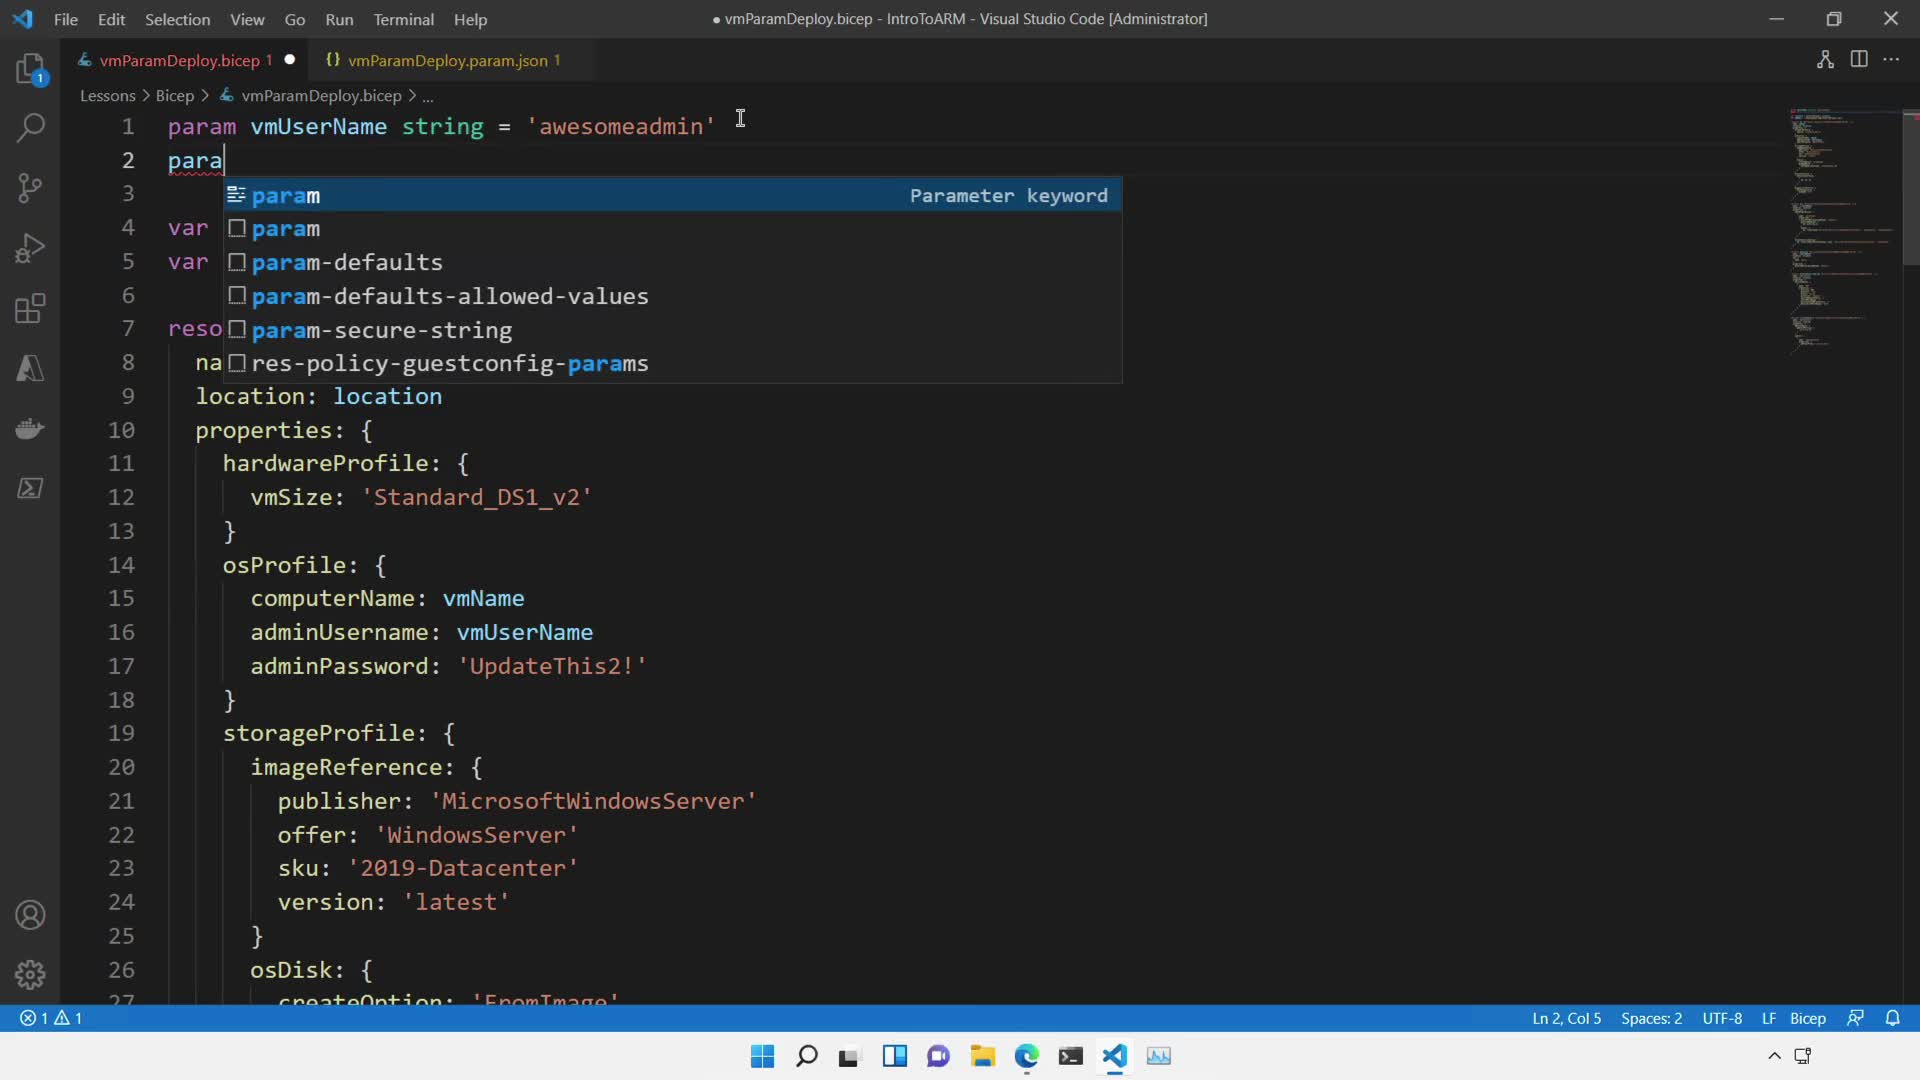 File Edit Selection View Go Run Terminal Help
● vmParamDeploy.bicep - IntroToARM - Visual Studio Code [Administrator]
vmParamDeploy.bicep 1 ●
{} vmParamDeploy.param.json 1
1
Lessons > Bicep > vmParamDeploy.bicep > ...
1 param vmUserName string = 'awesomeadmin'
2 para
3 param Parameter keyword
4 var param
5 var param-defaults
6 param-defaults-allowed-values
7 reso param-secure-string
8 na res-policy-guestconfig-params
9 location: location
10 properties: {
11 hardwareProfile: {
12 vmSize: 'Standard_DS1_v2'
13 }
14 osProfile: {
15 computerName: vmName
16 adminUsername: vmUserName
17 adminPassword: 'UpdateThis2!'
18 }
19 storageProfile: {
20 imageReference: {
21 publisher: 'MicrosoftWindowsServer'
22 offer: 'WindowsServer'
23 sku: '2019-Datacenter'
24 version: 'latest'
25 }
26 osDisk: {
27 createOption: 'FromImage'
1 1
Ln 2, Col 5 Spaces: 2 UTF-8 LF Bicep